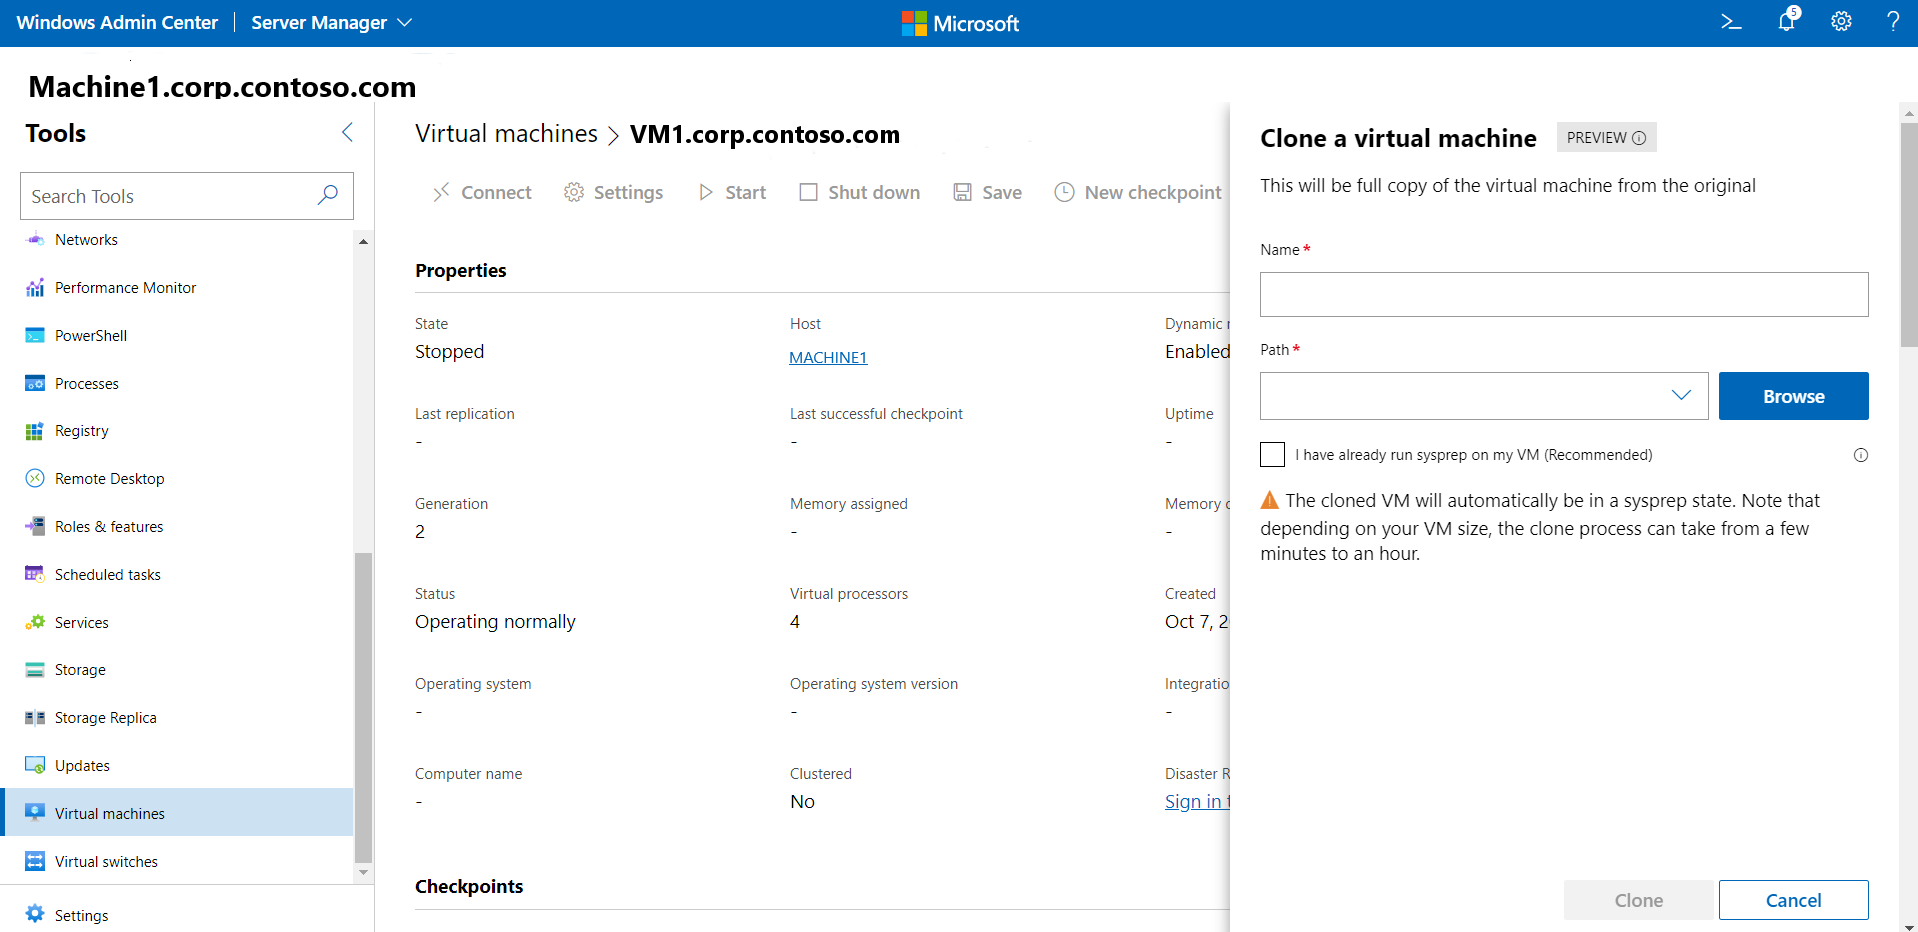 Windows Admin Center
Server Manager
Microsoft
5
Machine1.corp.contoso.com
Tools
Search Tools
Networks
Performance Monitor
PowerShell
Processes
Registry
Remote Desktop
Roles & features
Scheduled tasks
Services
Storage
Storage Replica
Updates
Virtual machines
Virtual switches
Settings
Virtual machines > VM1.corp.contoso.com
Connect Settings Start Shut down Save New checkpoint
Properties
State Host Dynamic
Stopped MACHINE1 Enabled
Last replication Last successful checkpoint Uptime
- - -
Generation Memory assigned Memory
2 - -
Status Virtual processors Created
Operating normally 4 Oct 7, 2
Operating system Operating system version Integratio
- - -
Computer name Clustered Disaster R
- No Sign in
Checkpoints
Clone a virtual machine PREVIEW
This will be full copy of the virtual machine from the original
Name *
Path *
Browse
I have already run sysprep on my VM (Recommended)
The cloned VM will automatically be in a sysprep state. Note that
depending on your VM size, the clone process can take from a few
minutes to an hour.
Clone Cancel